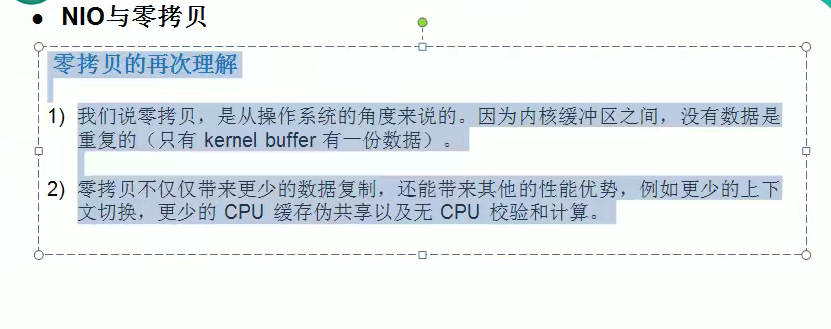 ● NIO与零拷贝
零拷贝的再次理解
1) 我们说零拷贝，是从操作系统的角度来说的。因为内核缓冲区之间，没有数据是
重复的（只有 kernel buffer 有一份数据）。
2) 零拷贝不仅仅带来更少的数据复制，还能带来其他的性能优势，例如更少的上下
文切换，更少的 CPU 缓存伪共享以及无 CPU 校验和计算。